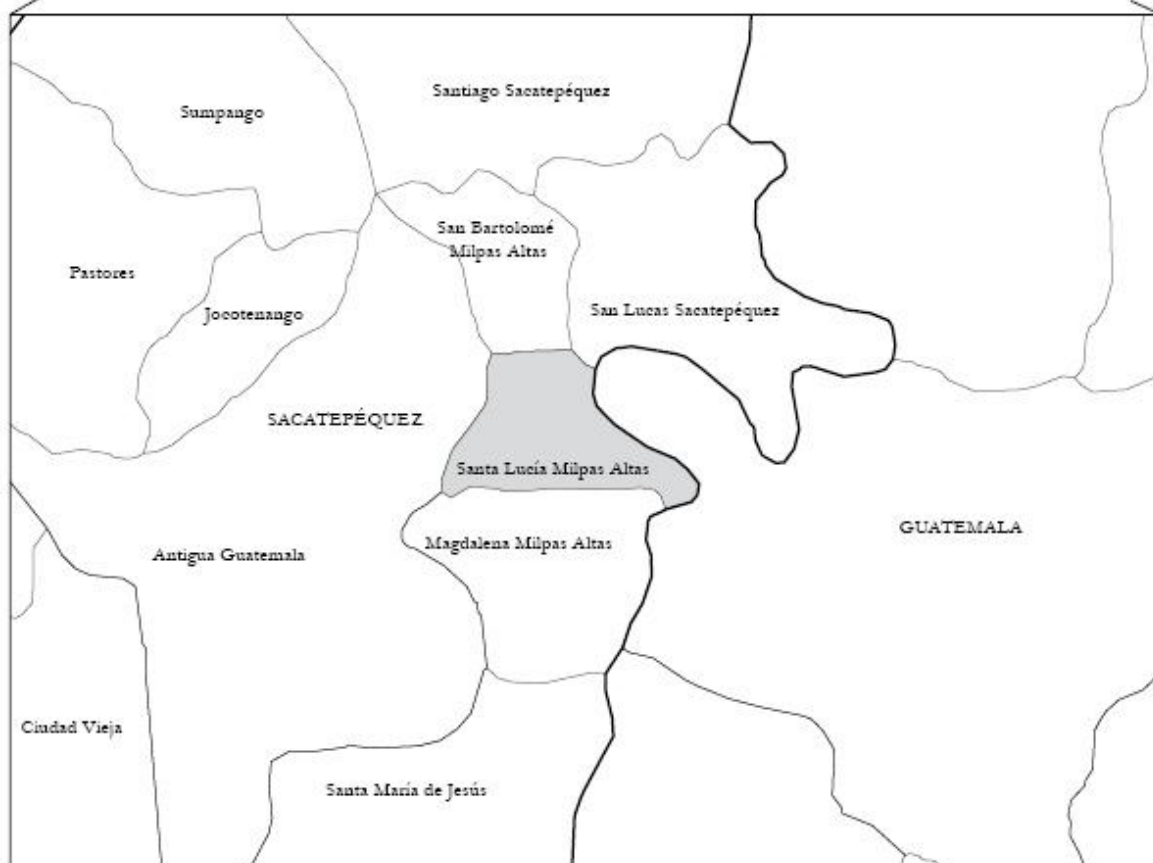 Santiago Sacatepéquez
Sumpango
San Bartolomé
Milpas Altas
Pastores
Jocotenango
San Lucas Sacatepéquez
SACATEPÉQUEZ
Santa Lucía Milpas Altas
GUATEMALA
Magdalena Milpas Altas
Antigua Guatemala
Ciudad Vieja
Santa María de Jesús